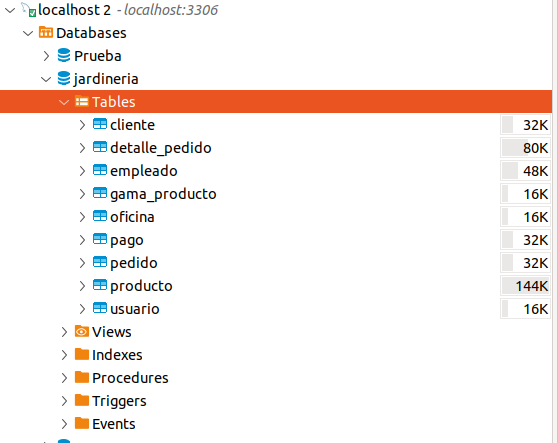 localhost 2 - localhost:3306
Databases
Prueba
jardineria
Tables
cliente 32K
detalle_pedido 80K
empleado 48K
gama_producto 16K
oficina 16K
pago 32K
pedido 32K
producto 144K
usuario 16K
Views
Indexes
Procedures
Triggers
Events